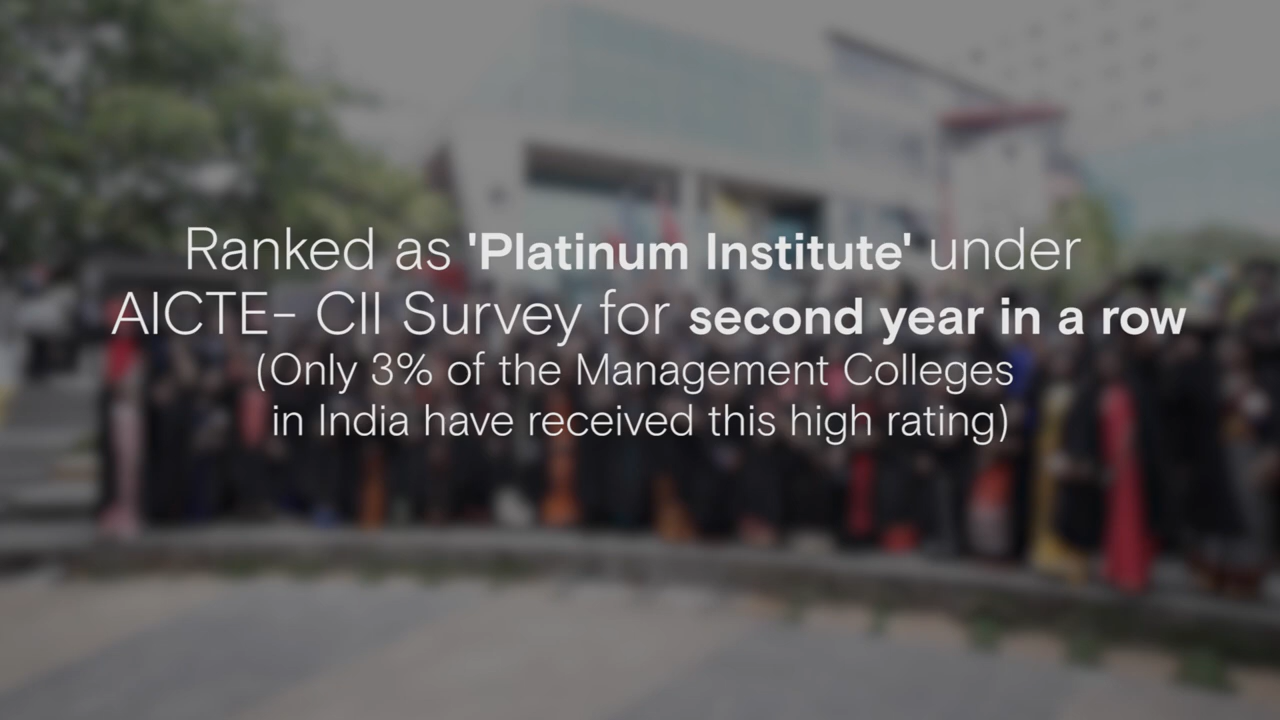 Ranked as 'Platinum Institute' under
AICTE- CII Survey for second year in a row
(Only 3% of the Management Colleges
in India have received this high rating)